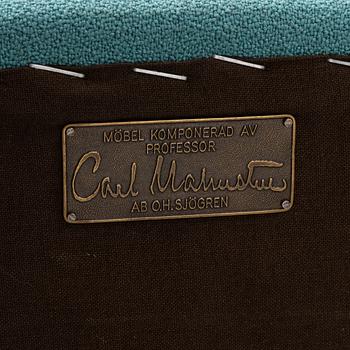 MÖBEL KOMPONERAD AV
PROFESSOR
Carl Malmsten
AB O.H. SJÖGREN